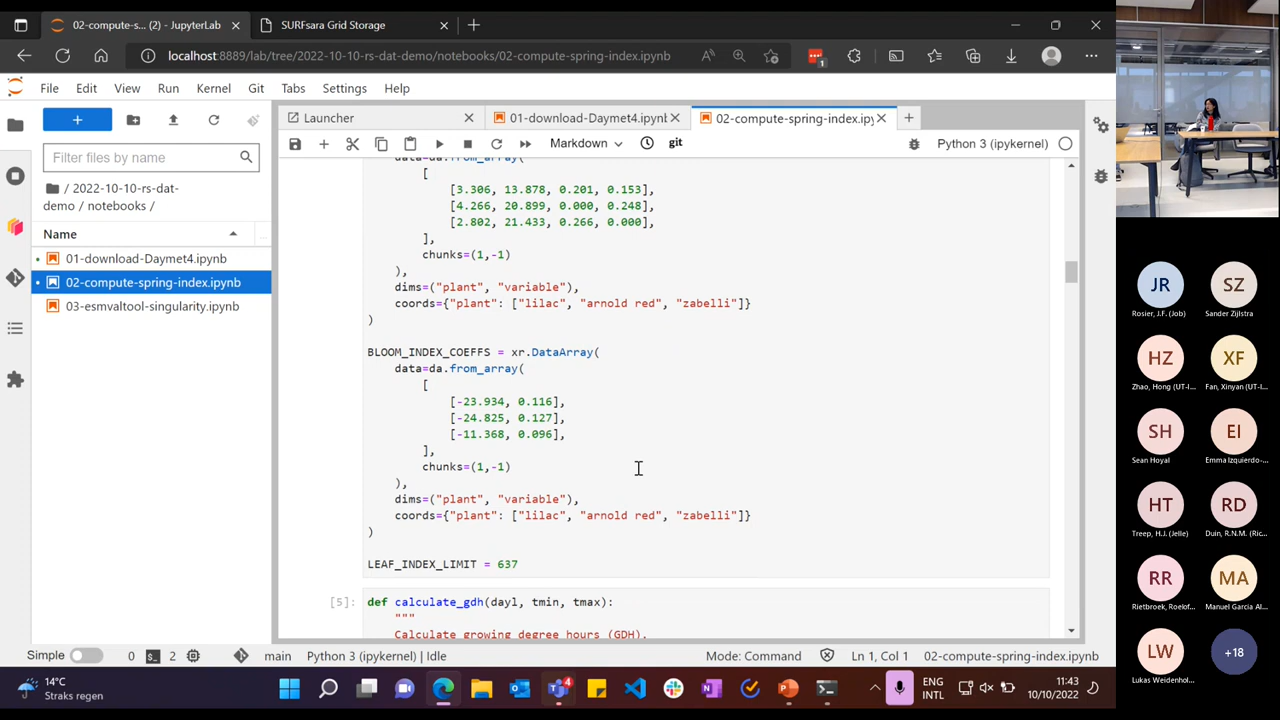 02-compute-s... (2) - JupyterLab
SURFsara Grid Storage
localhost:8889/lab/tree/2022-10-10-rs-dat-demo/notebooks/02-compute-spring-index.ipynb
1
File Edit View Run Kernel Git Tabs Settings Help
Launcher
01-download-Daymet4.ipynb
02-compute-spring-index.ipy
Markdown
git
Python 3 (ipykernel)
Filter files by name
/ 2022-10-10-rs-dat-
demo / notebooks /
Name
01-download-Daymet4.ipynb
02-compute-spring-index.ipynb
03-esmvaltool-singularity.ipynb
data=da.from_array(
[
[3.306, 13.878, 0.201, 0.153],
[4.266, 20.899, 0.000, 0.248],
[2.802, 21.433, 0.266, 0.000],
],
chunks=(1,-1)
),
dims=("plant", "variable"),
coords={"plant": ["lilac", "arnold red", "zabelli"]}
)
BLOOM_INDEX_COEFFS = xr.DataArray(
data=da.from_array(
[
[-23.934, 0.116],
[-24.825, 0.127],
[-11.368, 0.096],
],
chunks=(1,-1)
),
dims=("plant", "variable"),
coords={"plant": ["lilac", "arnold red", "zabelli"]}
)
LEAF_INDEX_LIMIT = 637
[5]: def calculate_gdh(dayl, tmin, tmax):
"""
Calculate growing degree hours (GDH).
Simple 0 2 main Python 3 (ipykernel) | Idle Mode: Command Ln 1, Col 1 02-compute-spring-index.ipynb
14°C
Straks regen
4
ENG
INTL
11:43
10/10/2022
JR
Rosier, J.F. (Job)
SZ
Sander Zijlstra
HZ
Zhao, Hong (UT-I...
XF
Fan, Xinyan (UT-I...
SH
Sean Hoyal
EI
Emma Izquierdo-...
HT
Treep, H.J. (Jelle)
RD
Duin, R.N.M. (Ric...
RR
Rietbroek, Roelof...
MA
Manuel Garcia Al...
LW
Lukas Weidenhol...
+18